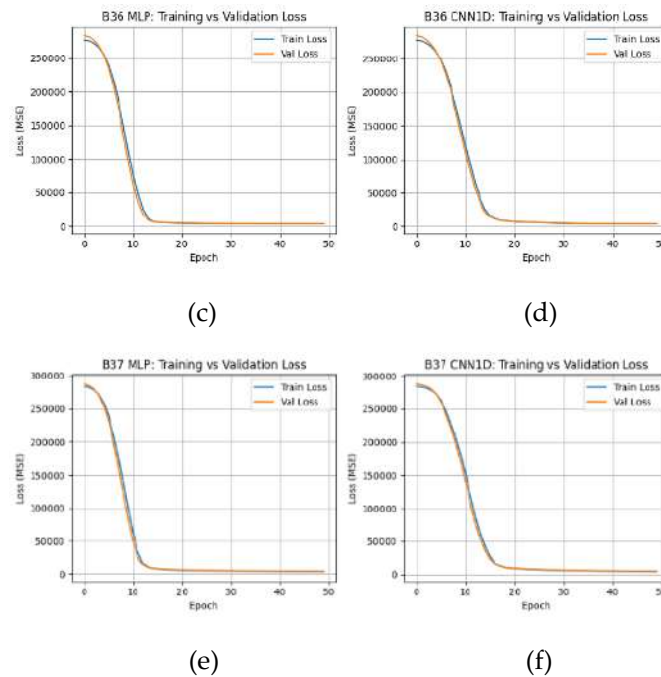 B36 MLP: Training vs Validation Loss
Train Loss
Val Loss
250000
200000
150000
100000
50000
0
Loss (MSE)
0 10 20 30 40 50
Epoch
(c)
B36 CNN1D: Training vs Validation Loss
Train Loss
Val Loss
250000
200000
150000
100000
50000
0
Loss (MSE)
0 10 20 30 40 50
Epoch
(d)
B37 MLP: Training vs Validation Loss
Train Loss
Val Loss
300000
250000
200000
150000
100000
50000
0
Loss (MSE)
0 10 20 30 40 50
Epoch
(e)
B37 CNN1D: Training vs Validation Loss
Train Loss
Val Loss
300000
250000
200000
150000
100000
50000
0
Loss (MSE)
0 10 20 30 40 50
Epoch
(f)